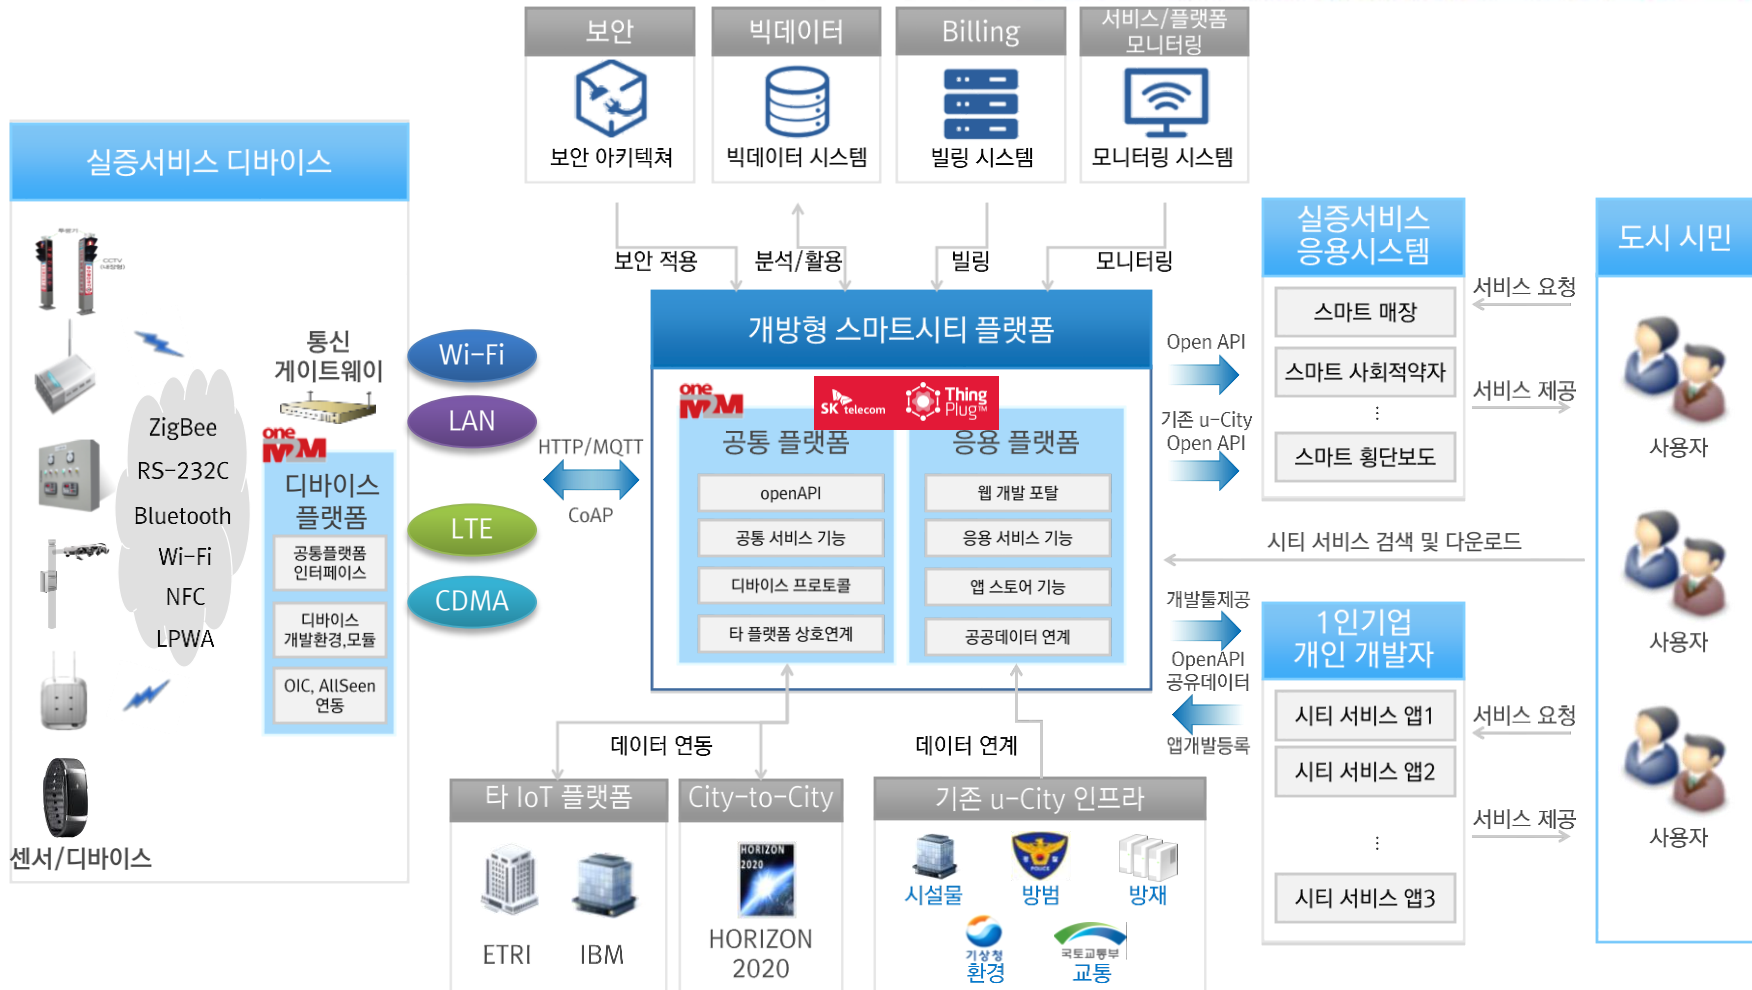 보안
빅데이터
Billing
서비스/플랫폼
모니터링
보안 아키텍쳐
빅데이터 시스템
빌링 시스템
모니터링 시스템
보안 적용
분석/활용
빌링
모니터링
실증서비스 디바이스
CCTV
(내장형)
통신
게이트웨이
ZigBee
RS-232C
Bluetooth
Wi-Fi
NFC
LPWA
one
M2M
디바이스
플랫폼
공통플랫폼
인터페이스
디바이스
개발환경,모듈
OIC, AllSeen
연동
센서/디바이스
Wi-Fi
LAN
LTE
CDMA
HTTP/MQTT
CoAP
개방형 스마트시티 플랫폼
one
M2M
SK telecom
Thing
Plug™
공통 플랫폼
openAPI
공통 서비스 기능
디바이스 프로토콜
타 플랫폼 상호연계
응용 플랫폼
웹 개발 포탈
응용 서비스 기능
앱 스토어 기능
공공데이터 연계
데이터 연동
데이터 연계
타 IoT 플랫폼
ETRI
IBM
City-to-City
HORIZON
2020
HORIZON
2020
기존 u-City 인프라
시설물
POLICE
방범
방재
기상청
환경
국토교통부
교통
Open API
기존 u-City
Open API
실증서비스
응용시스템
스마트 매장
스마트 사회적약자
⋮
스마트 횡단보도
서비스 요청
서비스 제공
시티 서비스 검색 및 다운로드
개발툴제공
OpenAPI
공유데이터
앱개발등록
1인기업
개인 개발자
시티 서비스 앱1
시티 서비스 앱2
⋮
시티 서비스 앱3
서비스 요청
서비스 제공
도시 시민
사용자
사용자
사용자